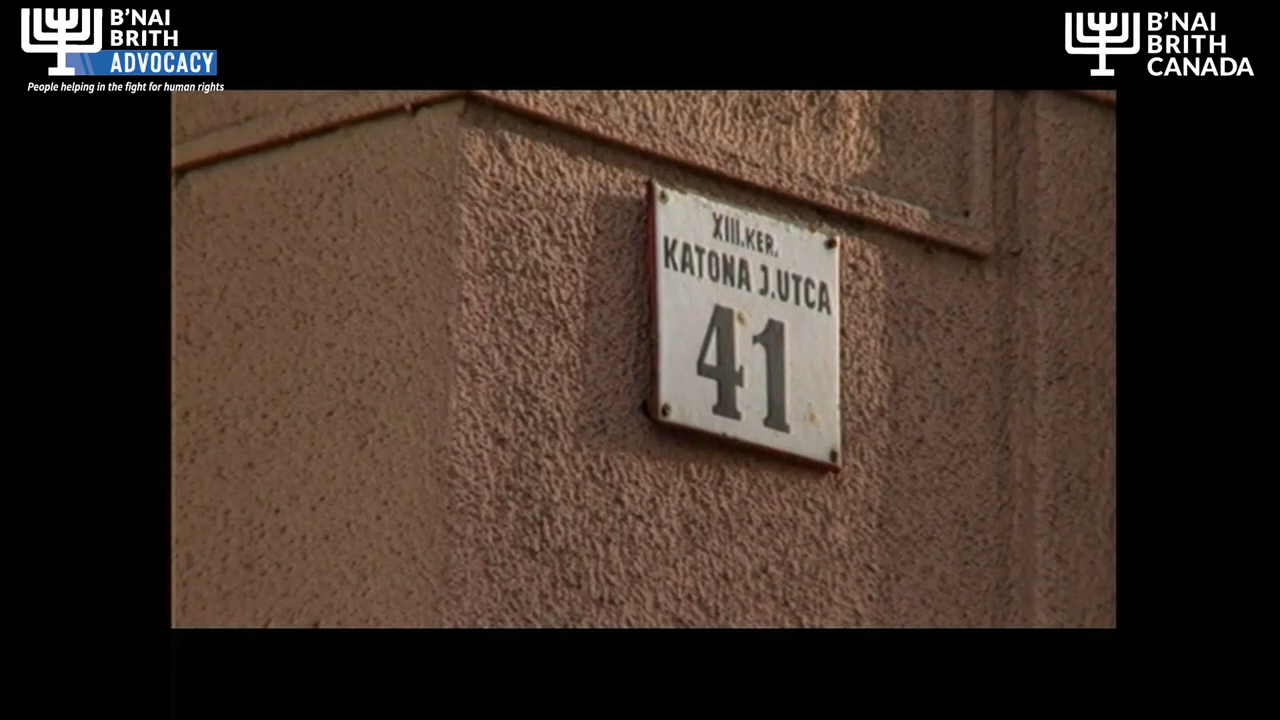 B'NAI
BRITH
ADVOCACY
People helping in the fight for human rights
B'NAI
BRITH
CANADA
XIII.KER.
KATONA J.UTCA
41